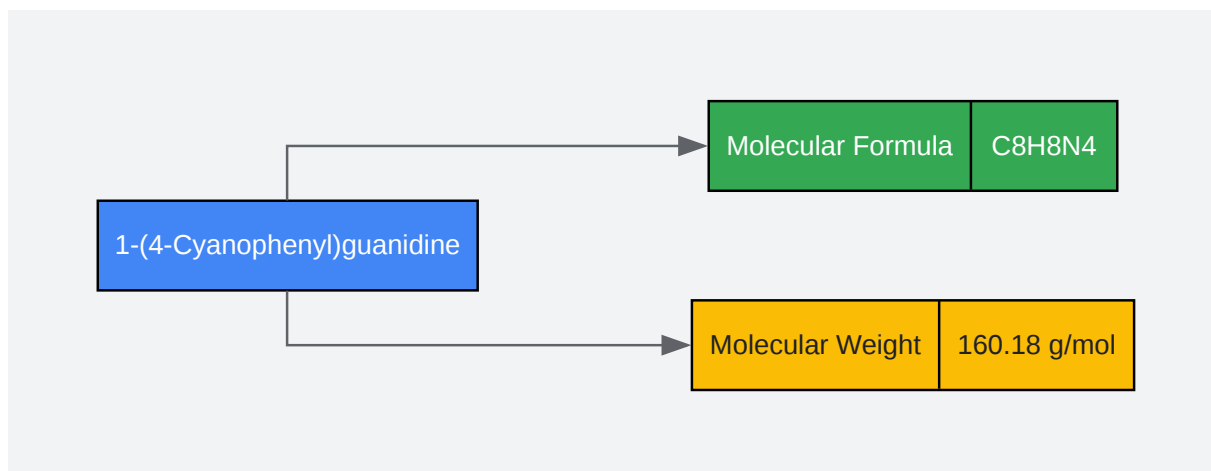 Molecular Formula C8H8N4
1-(4-Cyanophenyl)guanidine
Molecular Weight 160.18 g/mol